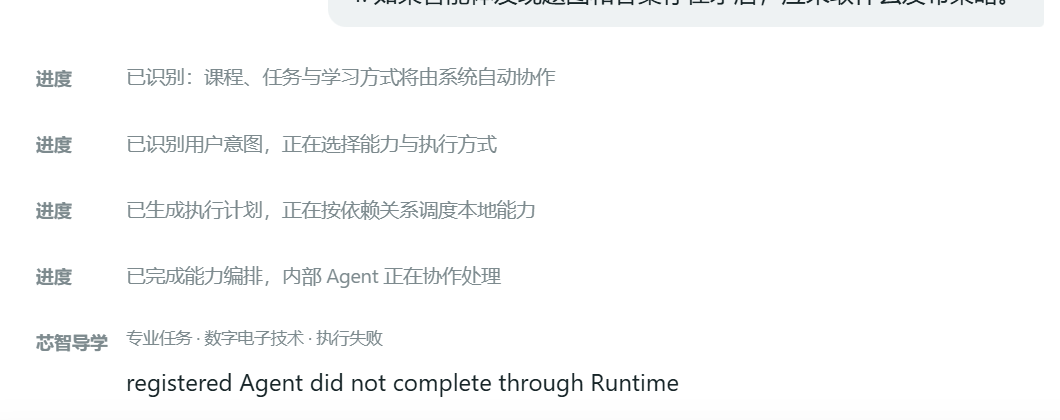 进度 已识别：课程、任务与学习方式将由系统自动协作
进度 已识别用户意图，正在选择能力与执行方式
进度 已生成执行计划，正在按依赖关系调度本地能力
进度 已完成能力编排，内部 Agent 正在协作处理
芯智导学 专业任务 · 数字电子技术 · 执行失败
registered Agent did not complete through Runtime